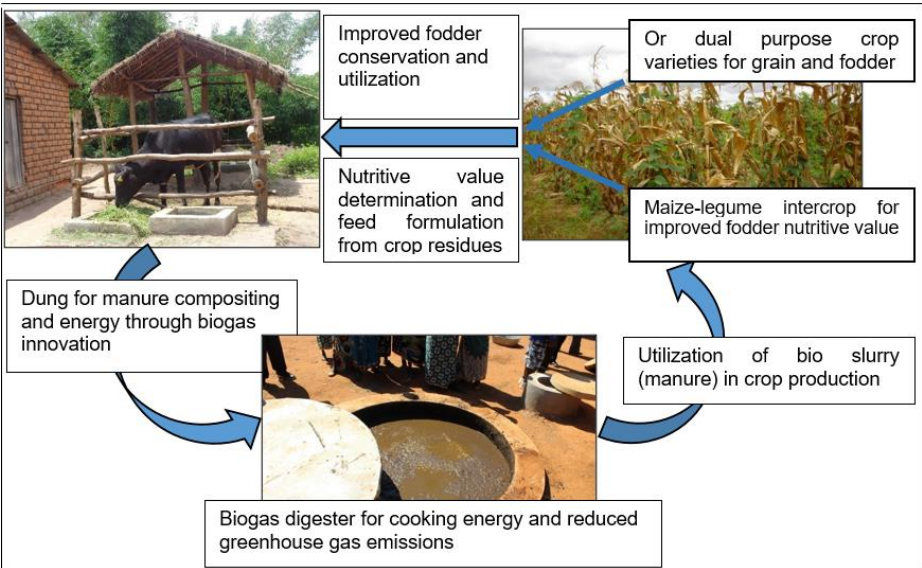 Improved fodder
conservation and
utilization
Or dual purpose crop
varieties for grain and fodder
Nutritive value
determination and
feed formulation
from crop residues
Maize-legume intercrop for
improved fodder nutritive value
Dung for manure compositing
and energy through biogas
innovation
Utilization of bio slurry
(manure) in crop production
Biogas digester for cooking energy and reduced
greenhouse gas emissions